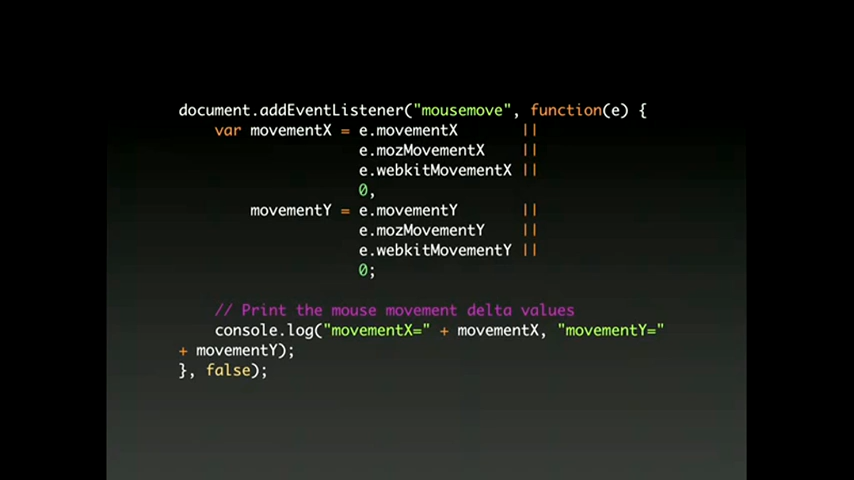 document.addEventListener("mousemove", function(e) {
    var movementX = e.movementX       ||
                    e.mozMovementX    ||
                    e.webkitMovementX ||
                    0,
        movementY = e.movementY       ||
                    e.mozMovementY    ||
                    e.webkitMovementY ||
                    0;
    // Print the mouse movement delta values
    console.log("movementX=" + movementX, "movementY="
+ movementY);
}, false);